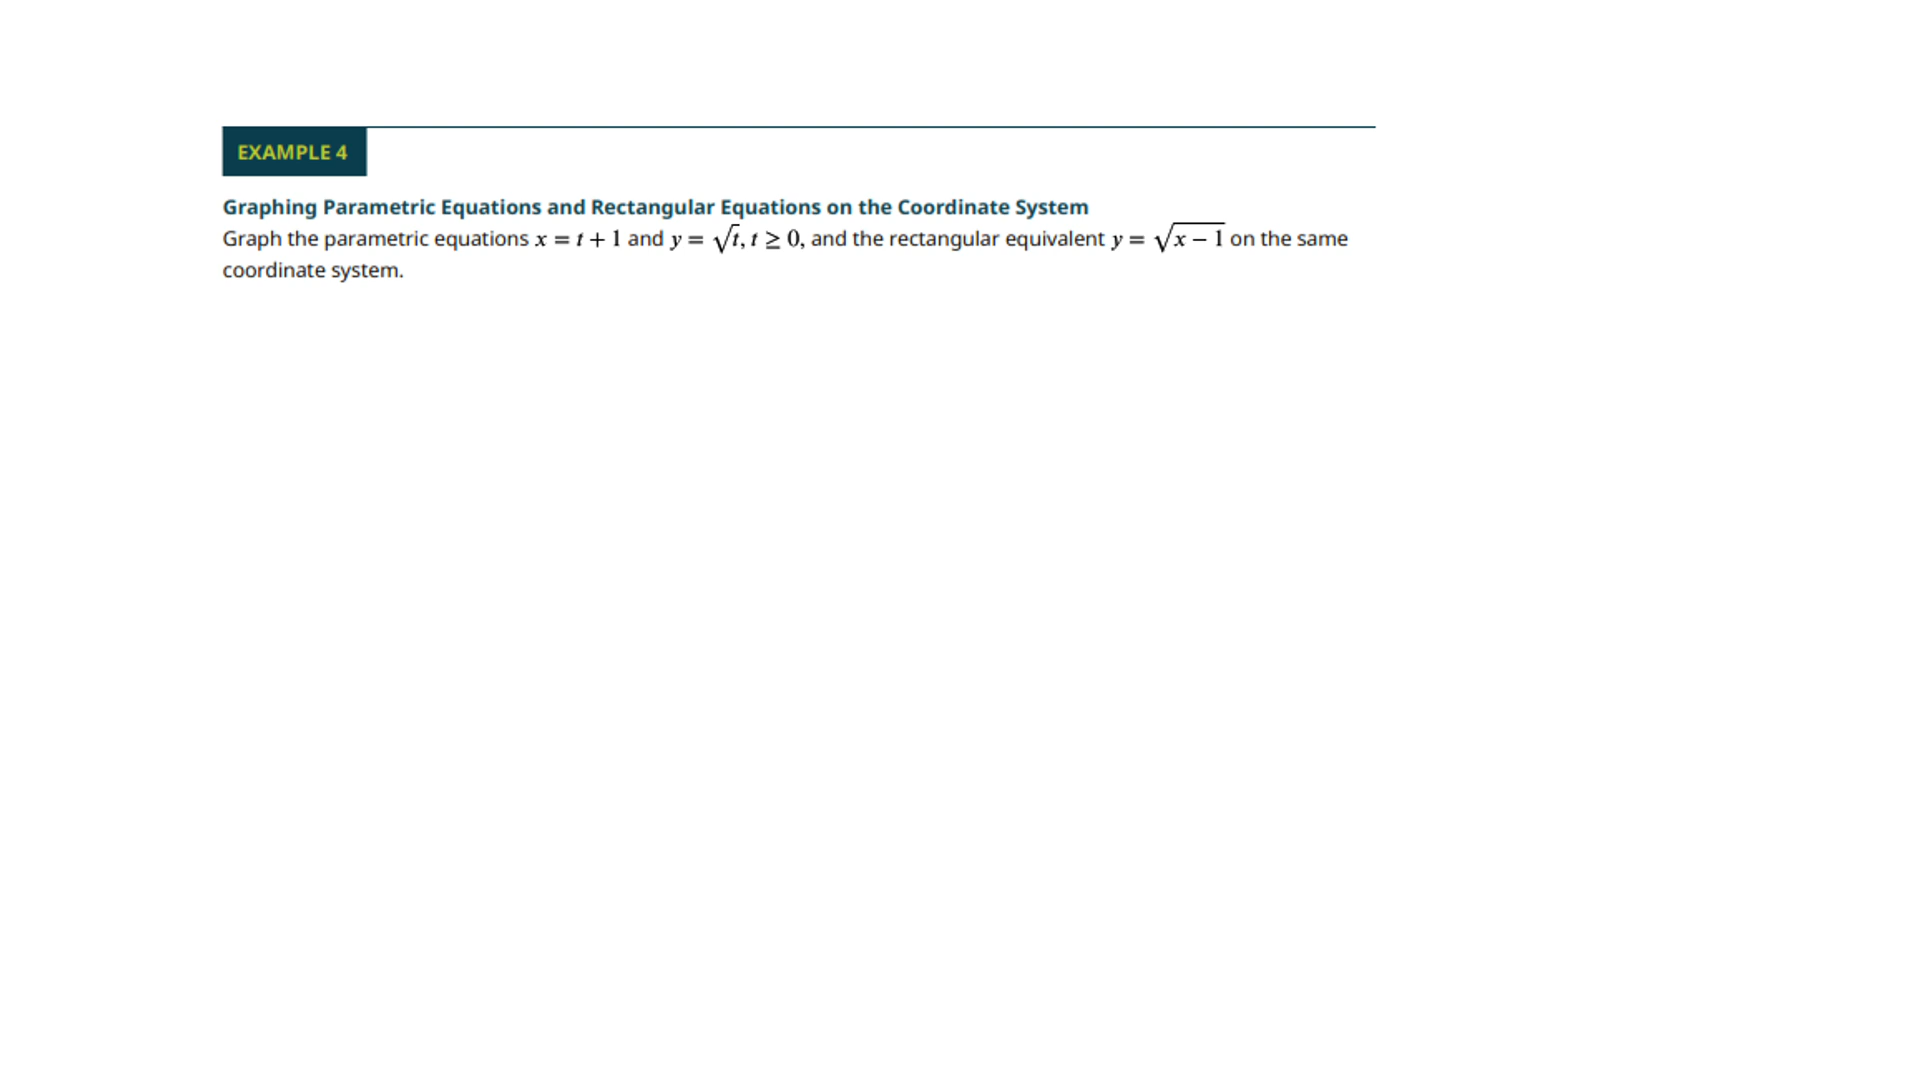 EXAMPLE 4
Graphing Parametric Equations and Rectangular Equations on the Coordinate System
Graph the parametric equations x = t + 1 and y = √t, t ≥ 0, and the rectangular equivalent y = √(x − 1) on the same
coordinate system.